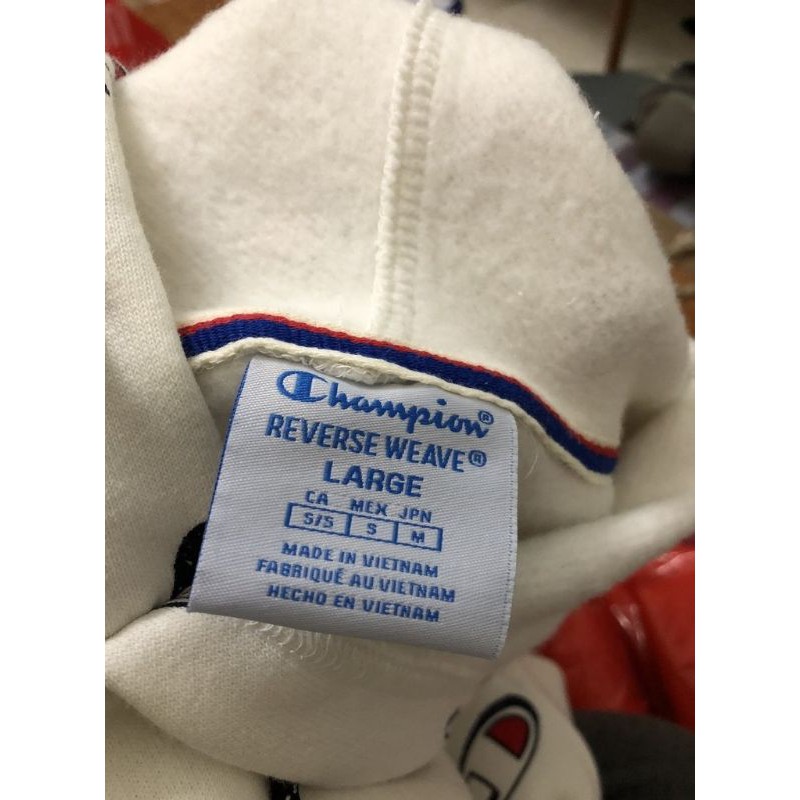 Champion®
REVERSE WEAVE®
LARGE
CA MEX JPN
S/S S M
MADE IN VIETNAM
FABRIQUÉ AU VIETNAM
HECHO EN VIETNAM